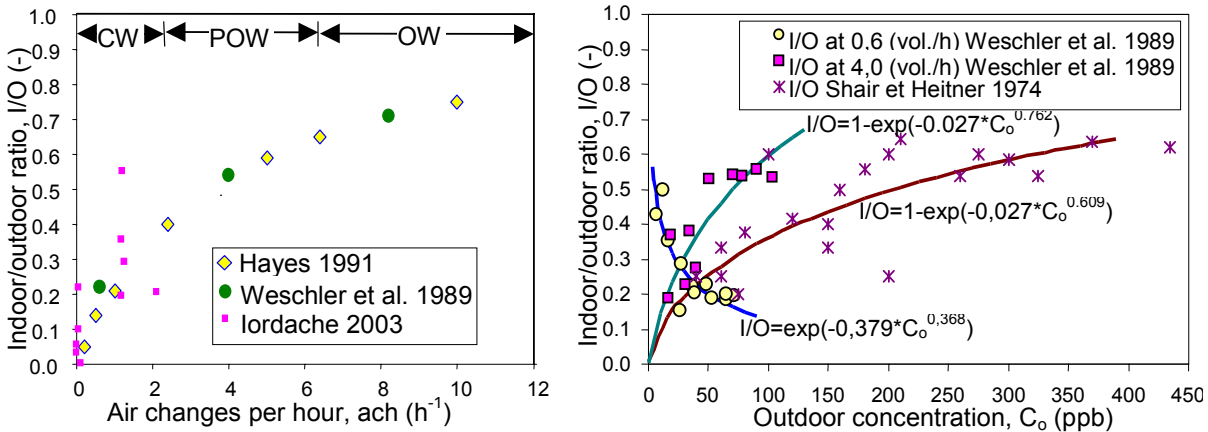 Indoor/outdoor ratio, I/O (-)
1.0
0.9
0.8
0.7
0.6
0.5
0.4
0.3
0.2
0.1
0.0
CW
POW
OW
Hayes 1991
Weschler et al. 1989
Iordache 2003
0
2
4
6
8
10
12
Air changes per hour, ach (h⁻¹)
Indoor/outdoor ratio, I/O (-)
1.0
0.9
0.8
0.7
0.6
0.5
0.4
0.3
0.2
0.1
0.0
I/O at 0,6 (vol./h) Weschler et al. 1989
I/O at 4,0 (vol./h) Weschler et al. 1989
I/O Shair et Heitner 1974
I/O=1-exp(-0.027*Cₒ^0.762)
I/O=1-exp(-0,027*Cₒ^0.609)
I/O=exp(-0,379*Cₒ^0,368)
0
50
100
150
200
250
300
350
400
450
Outdoor concentration, Cₒ (ppb)